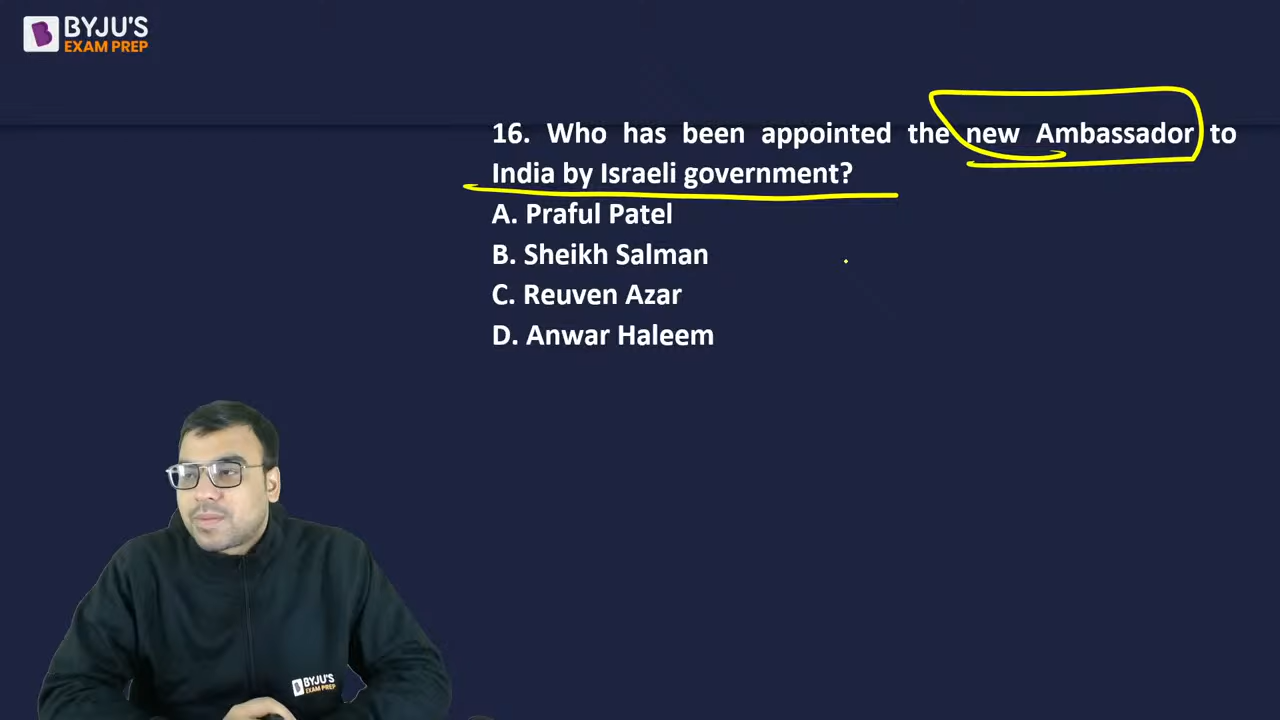 BYJU'S
EXAM PREP
16. Who has been appointed the new Ambassador to
India by Israeli government?
A. Praful Patel
B. Sheikh Salman
C. Reuven Azar
D. Anwar Haleem
BYJU'S
EXAM PREP